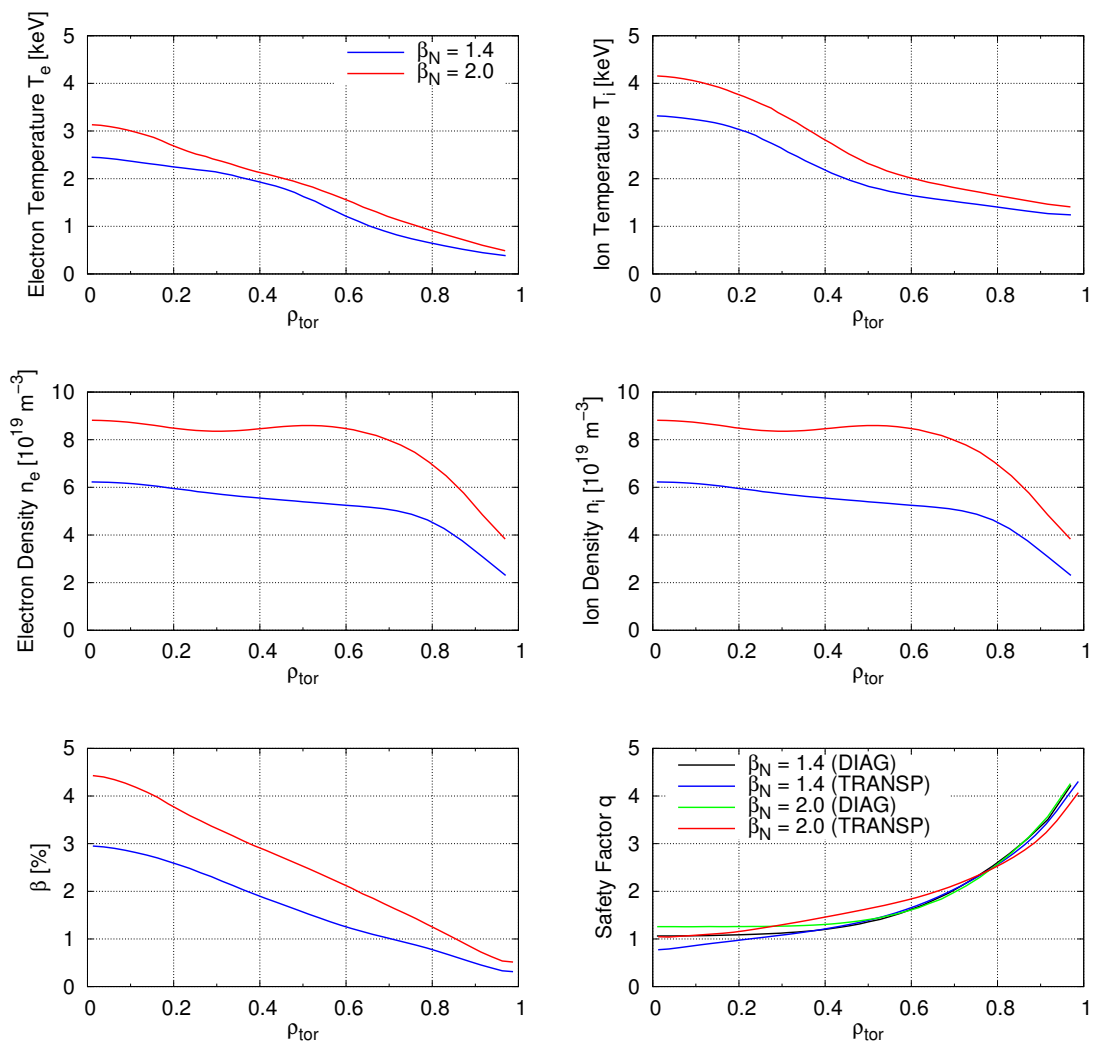 Electron Temperature T_e [keV]
5
4
3
2
1
0
β_N = 1.4
β_N = 2.0
0 0.2 0.4 0.6 0.8 1
ρ_tor
Ion Temperature T_i [keV]
5
4
3
2
1
0
0 0.2 0.4 0.6 0.8 1
ρ_tor
Electron Density n_e [10^19 m^−3]
10
8
6
4
2
0
0 0.2 0.4 0.6 0.8 1
ρ_tor
Ion Density n_i [10^19 m^−3]
10
8
6
4
2
0
0 0.2 0.4 0.6 0.8 1
ρ_tor
β [%]
5
4
3
2
1
0
0 0.2 0.4 0.6 0.8 1
ρ_tor
Safety Factor q
5
4
3
2
1
0
β_N = 1.4 (DIAG)
β_N = 1.4 (TRANSP)
β_N = 2.0 (DIAG)
β_N = 2.0 (TRANSP)
0 0.2 0.4 0.6 0.8 1
ρ_tor